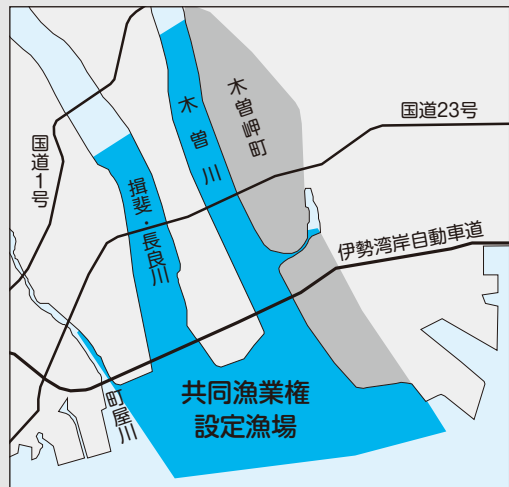 木曽岬町
木曽川
国道23号
国道1号
揖斐・長良川
伊勢湾岸自動車道
共同漁業権
設定漁場
町屋川